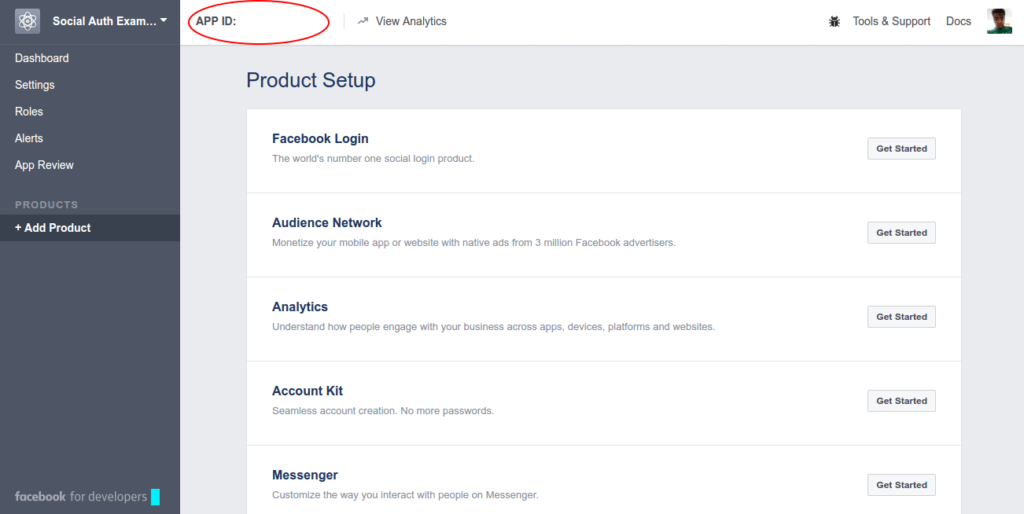 Social Auth Exam...
APP ID:
View Analytics
Tools & Support
Docs
Dashboard
Settings
Roles
Alerts
App Review
PRODUCTS
+ Add Product
facebook for developers
Product Setup
Facebook Login
The world's number one social login product.
Get Started
Audience Network
Monetize your mobile app or website with native ads from 3 million Facebook advertisers.
Get Started
Analytics
Understand how people engage with your business across apps, devices, platforms and websites.
Get Started
Account Kit
Seamless account creation. No more passwords.
Get Started
Messenger
Customize the way you interact with people on Messenger.
Get Started